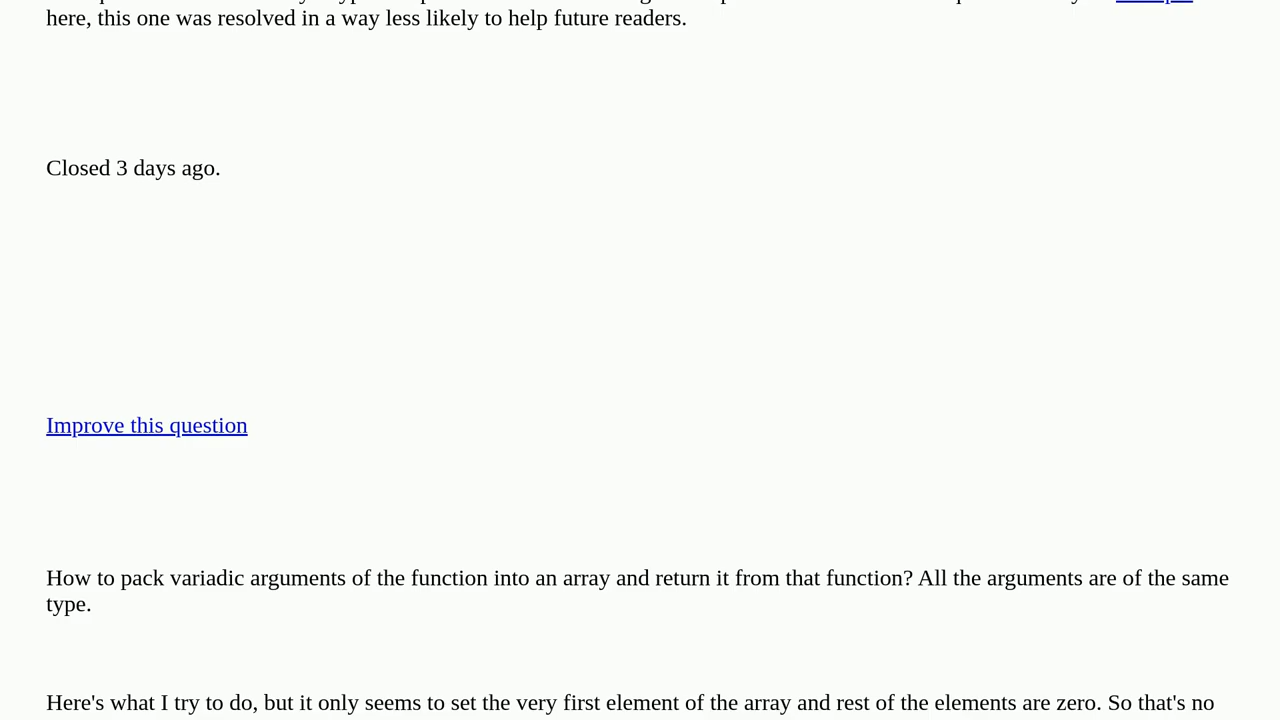 here, this one was resolved in a way less likely to help future readers.
Closed 3 days ago.
Improve this question
How to pack variadic arguments of the function into an array and return it from that function? All the arguments are of the same
type.
Here's what I try to do, but it only seems to set the very first element of the array and rest of the elements are zero. So that's no